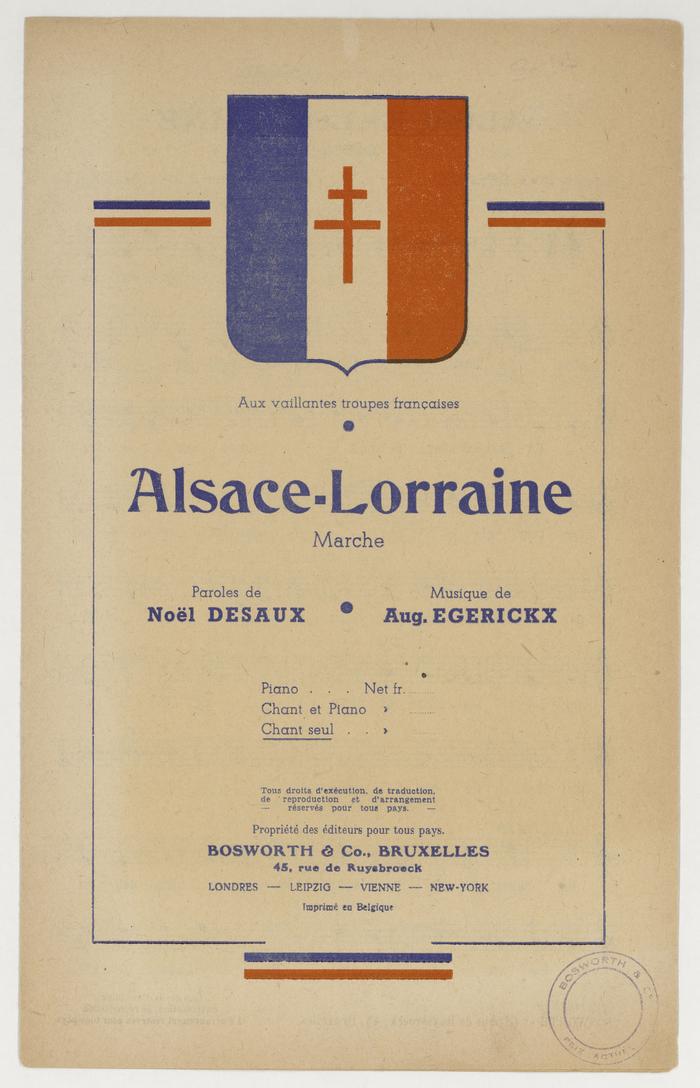 Aux vaillantes troupes françaises
Alsace-Lorraine
Marche
Paroles de
Noël DESAUX
Musique de
Aug. EGERICKX
Piano . . . Net fr.
Chant et Piano »
Chant seul . . »
Tous droits d'exécution, de traduction,
de reproduction et d'arrangement
— réservés pour tous pays. —
Propriété des éditeurs pour tous pays.
BOSWORTH & Co., BRUXELLES
45, rue de Ruysbroeck
LONDRES — LEIPZIG — VIENNE — NEW-YORK
Imprimé en Belgique
BOSWORTH & Co
PRIX ACTUEL